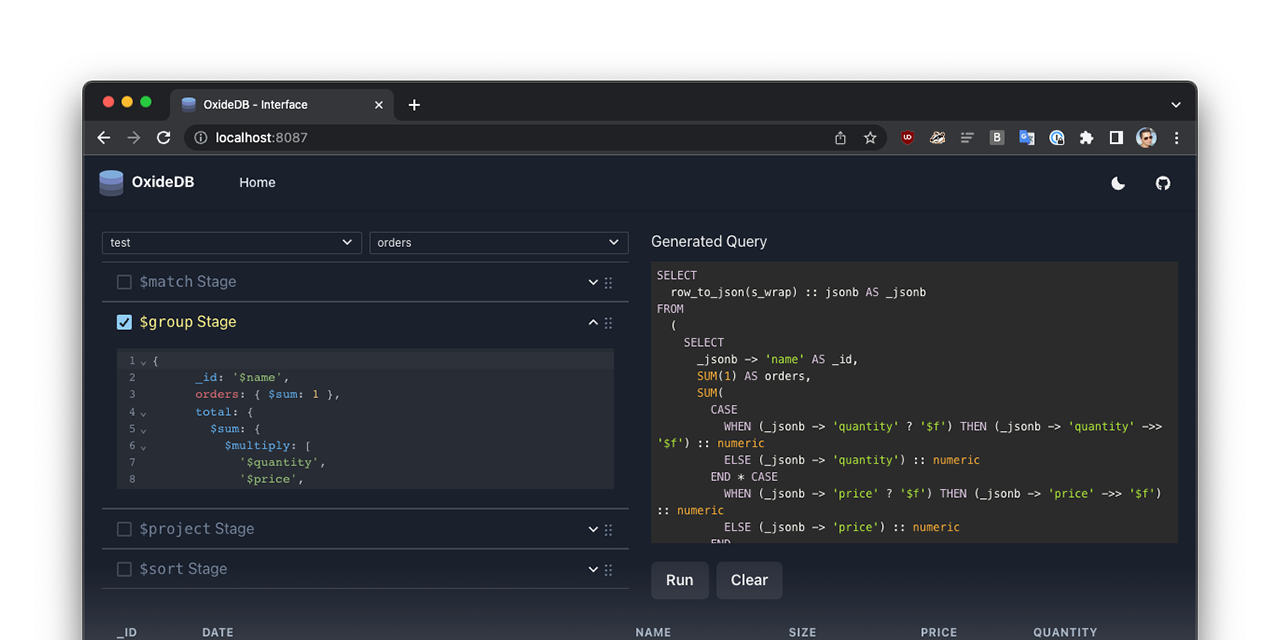 OxideDB - Interface
localhost:8087
UO
B
G
OxideDB
Home
test
orders
$match Stage
$group Stage
1 {
2 _id: '$name',
3 orders: { $sum: 1 },
4 total: {
5 $sum: {
6 $multiply: [
7 '$quantity',
8 '$price',
$project Stage
$sort Stage
Generated Query
SELECT
row_to_json(s_wrap) :: jsonb AS _jsonb
FROM
(
SELECT
_jsonb -> 'name' AS _id,
SUM(1) AS orders,
SUM(
CASE
WHEN (_jsonb -> 'quantity' ? '$f') THEN (_jsonb -> 'quantity' ->>
'$f') :: numeric
ELSE (_jsonb -> 'quantity') :: numeric
END * CASE
WHEN (_jsonb -> 'price' ? '$f') THEN (_jsonb -> 'price' ->> '$f')
:: numeric
ELSE (_jsonb -> 'price') :: numeric
END
Run
Clear
_ID
DATE
NAME
SIZE
PRICE
QUANTITY